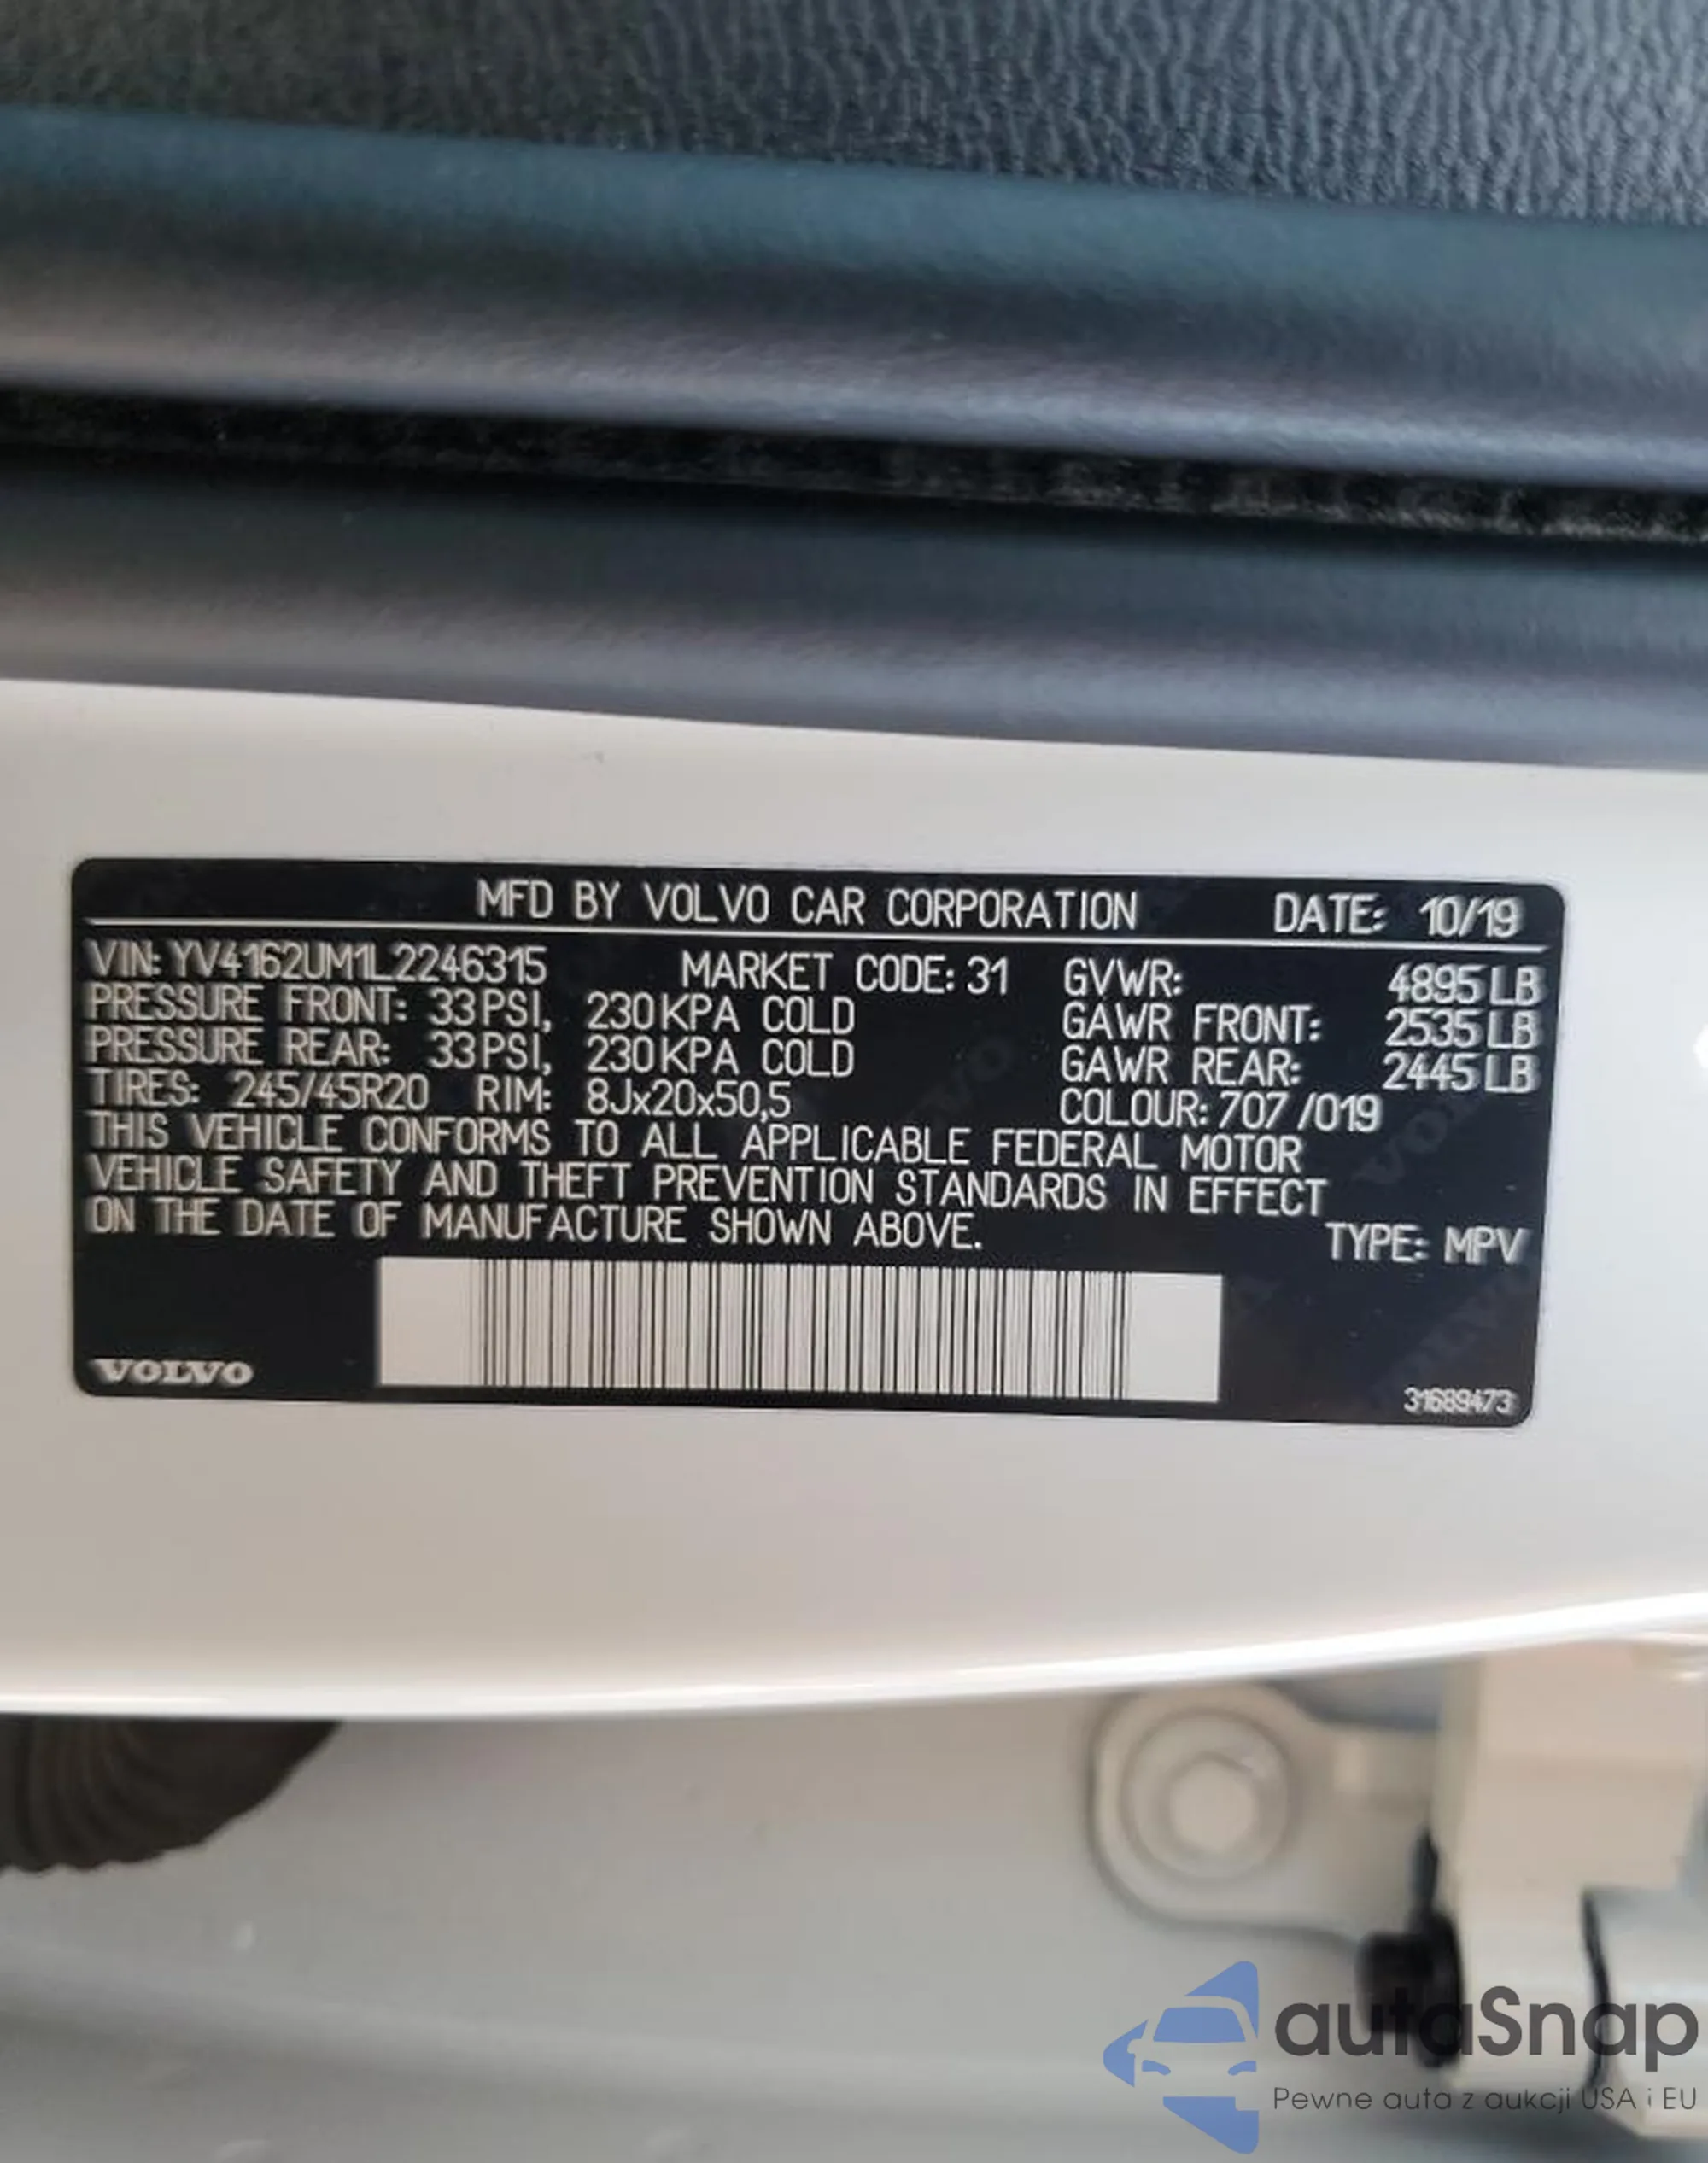 MFD BY VOLVO CAR CORPORATION DATE: 10/19
VIN: YV4162UM1L2246315 MARKET CODE: 31 GVWR: 4895 LB
PRESSURE FRONT: 33 PSI, 230 KPA COLD GAWR FRONT: 2535 LB
PRESSURE REAR: 33 PSI, 230 KPA COLD GAWR REAR: 2445 LB
TIRES: 245/45R20 RIM: 8Jx20x50,5 COLOUR: 707 /019
THIS VEHICLE CONFORMS TO ALL APPLICABLE FEDERAL MOTOR
VEHICLE SAFETY AND THEFT PREVENTION STANDARDS IN EFFECT
ON THE DATE OF MANUFACTURE SHOWN ABOVE. TYPE: MPV
VOLVO 31689473
autaSnap
Pewne auta z aukcji USA i EU